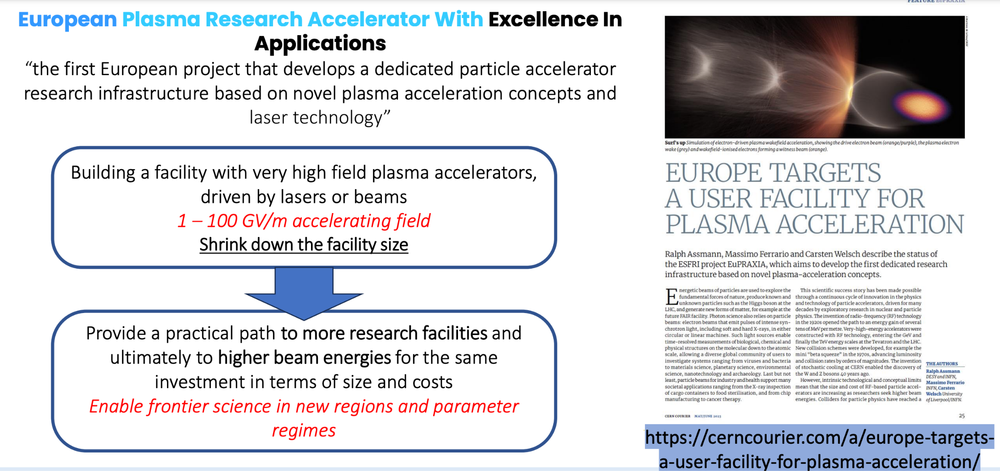 European Plasma Research Accelerator With Excellence In
Applications
“the first European project that develops a dedicated particle accelerator
research infrastructure based on novel plasma acceleration concepts and
laser technology”
Building a facility with very high field plasma accelerators,
driven by lasers or beams
1 – 100 GV/m accelerating field
Shrink down the facility size
Provide a practical path to more research facilities and
ultimately to higher beam energies for the same
investment in terms of size and costs
Enable frontier science in new regions and parameter
regimes
FEATURE EuPRAXIA
Surf’s up Simulation of electron-driven plasma wakefield acceleration, showing the drive electron beam (orange/purple), the plasma electron
wake (grey) and wakefield-ionised electrons forming a witness beam (orange).
EUROPE TARGETS
A USER FACILITY FOR
PLASMA ACCELERATION
Ralph Assmann, Massimo Ferrario and Carsten Welsch describe the status of
the ESFRI project EuPRAXIA, which aims to develop the first dedicated research
infrastructure based on novel plasma-acceleration concepts.
Energetic beams of particles are used to explore the
fundamental forces of nature, produce known and
unknown particles such as the Higgs boson at the
LHC, and generate new forms of matter, for example at the
future FAIR facility. Photon science also relies on particle
beams: electron beams that emit pulses of intense syn-
chrotron light, including soft and hard X-rays, in either
circular or linear machines. Such light sources enable
time-resolved measurements of biological, chemical and
physical structures on the molecular down to the atomic
scale, allowing a diverse global community of users to
investigate systems ranging from viruses and bacteria
to materials science, planetary science, environmental
science, nanotechnology and archaeology. Last but not
least, particle beams for industry and health support many
societal applications ranging from the X-ray inspection
of cargo containers to food sterilisation, and from chip
manufacturing to cancer therapy.
This scientific success story has been made possible
through a continuous cycle of innovation in the physics
and technology of particle accelerators, driven for many
decades by exploratory research in nuclear and particle
physics. The invention of radio-frequency (RF) technology
in the 1920s opened the path to an energy gain of several
tens of MeV per metre. Very-high-energy accelerators were
constructed with RF technology, entering the GeV and
finally the TeV energy scales at the Tevatron and the LHC.
New collision schemes were developed, for example the
mini “beta squeeze” in the 1970s, advancing luminosity
and collision rates by orders of magnitudes. The invention
of stochastic cooling at CERN enabled the discovery of
the W and Z bosons 40 years ago.
However, intrinsic technological and conceptual limits
mean that the size and cost of RF-based particle accel-
erators are increasing as researchers seek higher beam
energies. Colliders for particle physics have reached a
THE AUTHORS
Ralph Assmann
DESY and INFN,
Massimo Ferrario
INFN, Carsten
Welsch University
of Liverpool/INFN.
CERN COURIER MAY/JUNE 2023
25
https://cerncourier.com/a/europe-targets-
a-user-facility-for-plasma-acceleration/